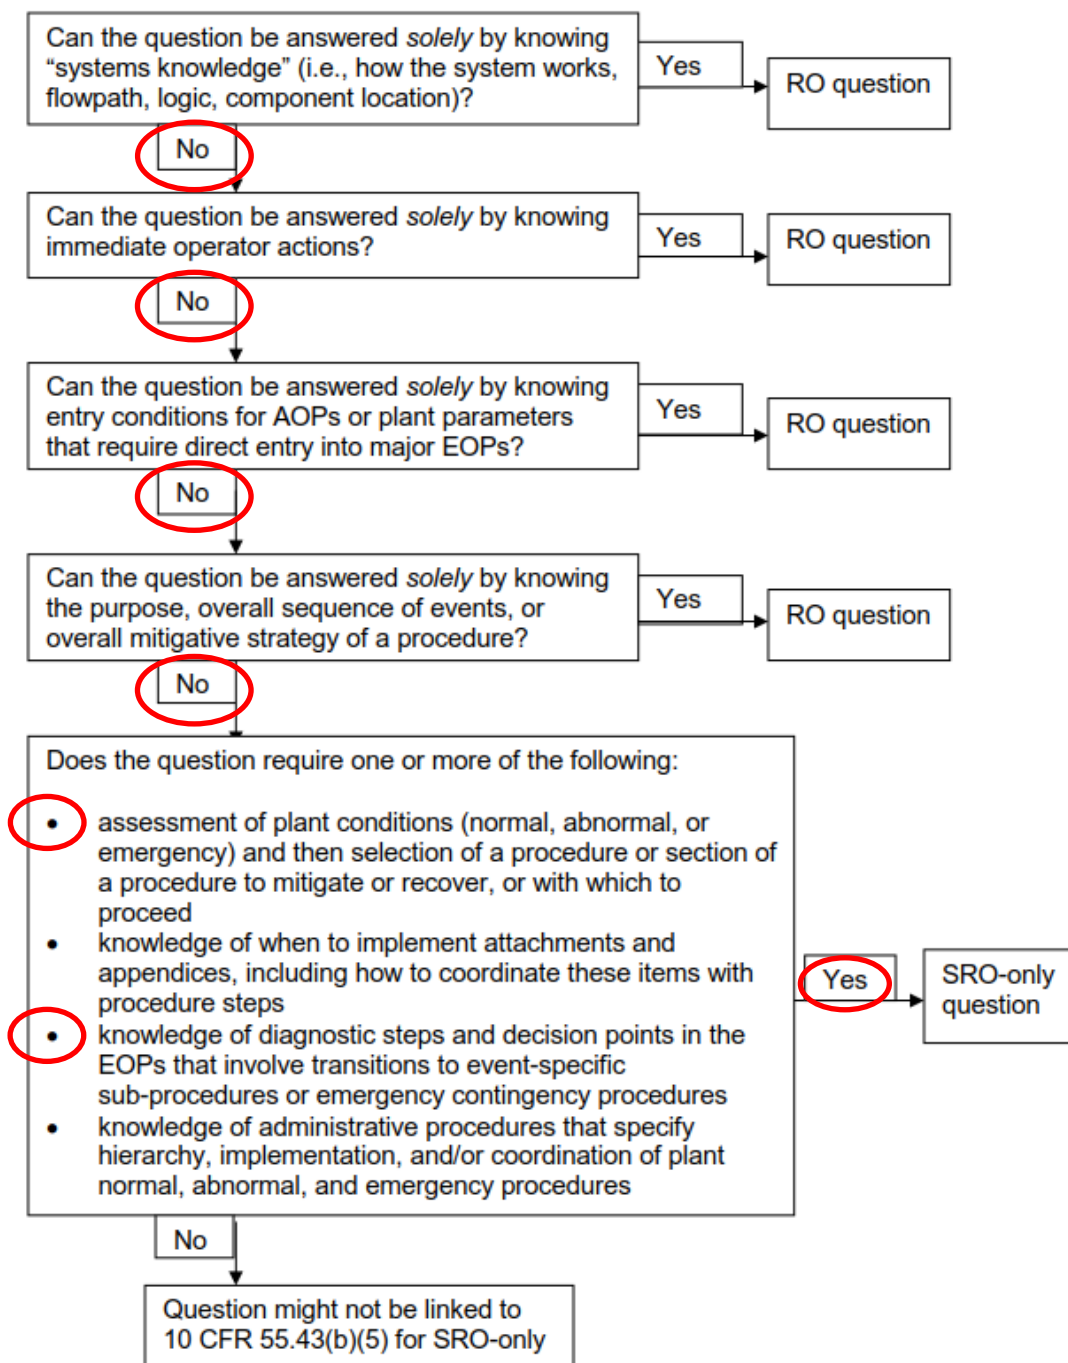 Can the question be answered solely by knowing
“systems knowledge” (i.e., how the system works,
flowpath, logic, component location)?
Yes
RO question
No
Can the question be answered solely by knowing
immediate operator actions?
Yes
RO question
No
Can the question be answered solely by knowing
entry conditions for AOPs or plant parameters
that require direct entry into major EOPs?
Yes
RO question
No
Can the question be answered solely by knowing
the purpose, overall sequence of events, or
overall mitigative strategy of a procedure?
Yes
RO question
No
Does the question require one or more of the following:
• assessment of plant conditions (normal, abnormal, or
emergency) and then selection of a procedure or section of
a procedure to mitigate or recover, or with which to
proceed
• knowledge of when to implement attachments and
appendices, including how to coordinate these items with
procedure steps
• knowledge of diagnostic steps and decision points in the
EOPs that involve transitions to event-specific
sub-procedures or emergency contingency procedures
• knowledge of administrative procedures that specify
hierarchy, implementation, and/or coordination of plant
normal, abnormal, and emergency procedures
Yes
SRO-only
question
No
Question might not be linked to
10 CFR 55.43(b)(5) for SRO-only